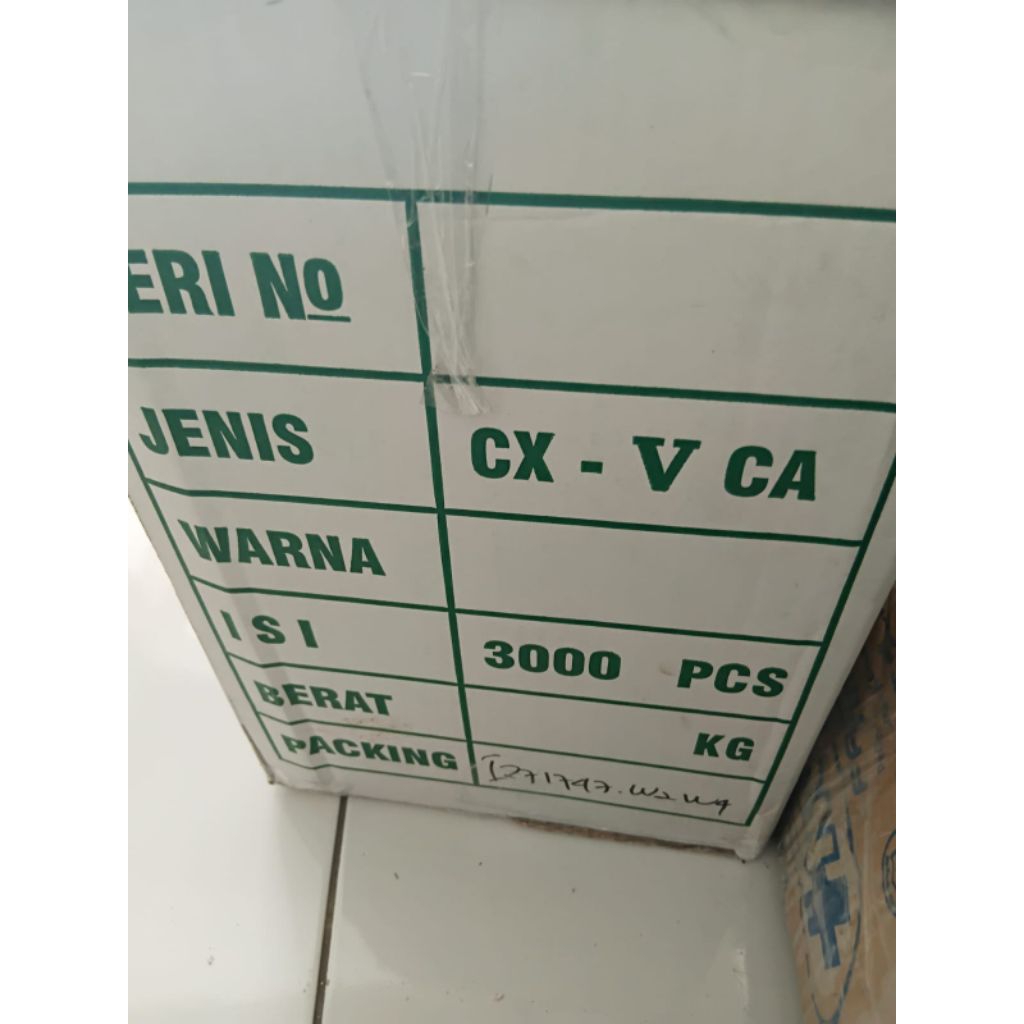 ERI No
JENIS CX - V CA
WARNA
ISI 3000 PCS
BERAT KG
PACKING